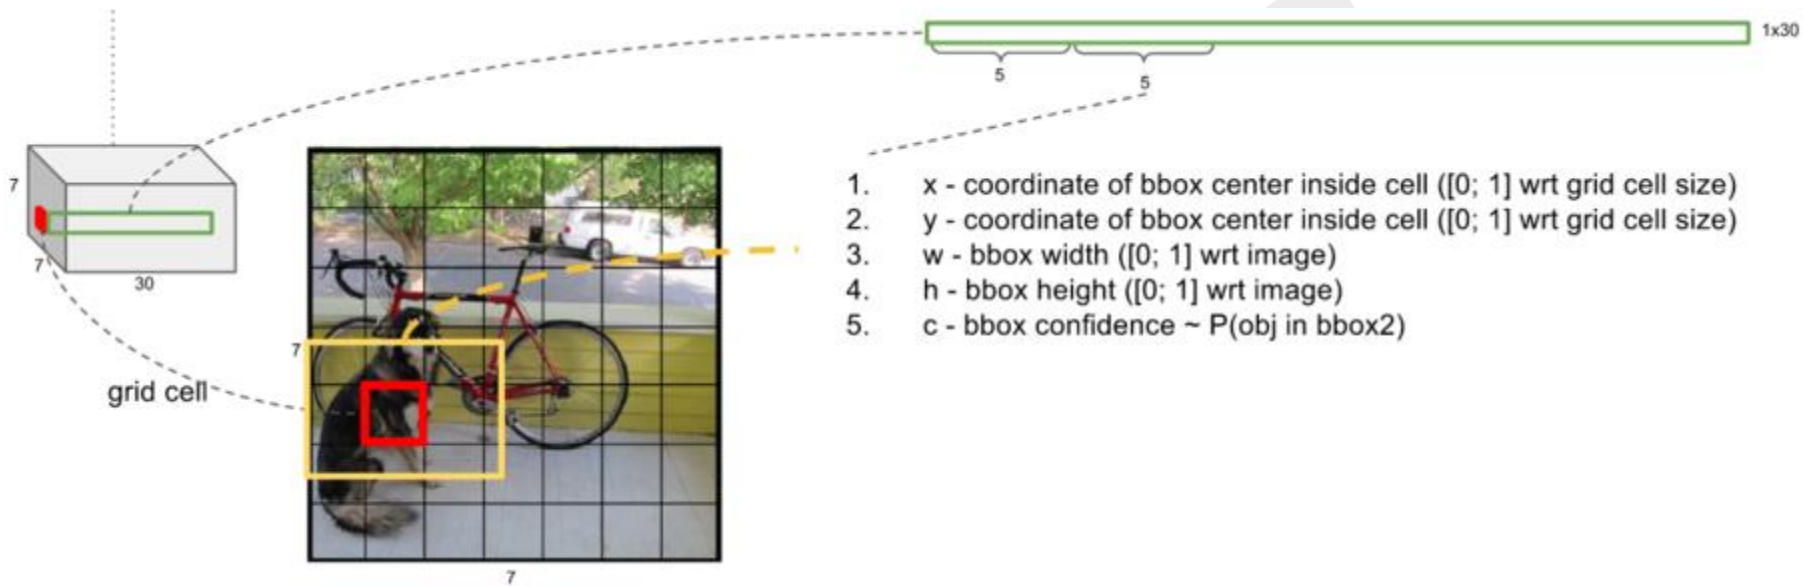 1x30
5
5
7
7
30
1. x - coordinate of bbox center inside cell ([0; 1] wrt grid cell size)
2. y - coordinate of bbox center inside cell ([0; 1] wrt grid cell size)
3. w - bbox width ([0; 1] wrt image)
4. h - bbox height ([0; 1] wrt image)
5. c - bbox confidence ~ P(obj in bbox2)
7
grid cell
7